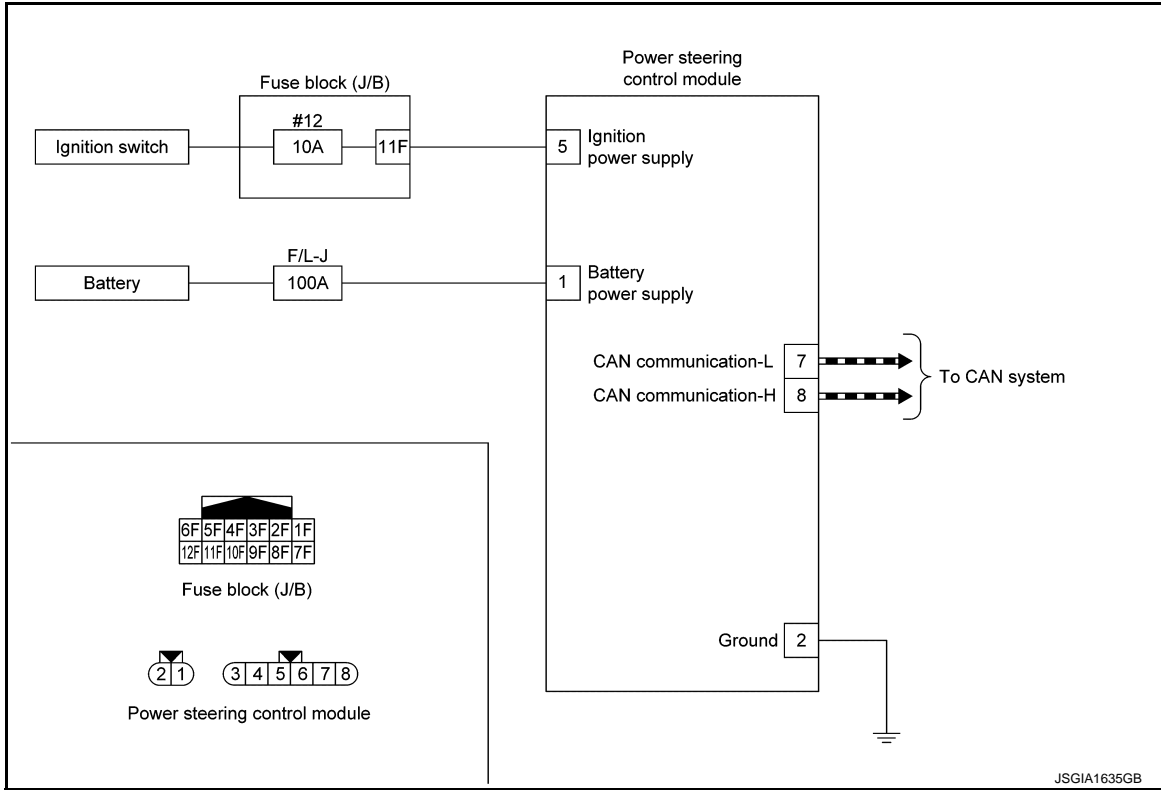 Power steering
control module
Fuse block (J/B)
#12
Ignition switch
10A
11F
5
Ignition
power supply
F/L-J
Battery
100A
1
Battery
power supply
CAN communication-L
7
CAN communication-H
8
To CAN system
6F 5F 4F 3F 2F 1F
12F 11F 10F 9F 8F 7F
Fuse block (J/B)
2 1
3 4 5 6 7 8
Power steering control module
Ground
2
JSGIA1635GB